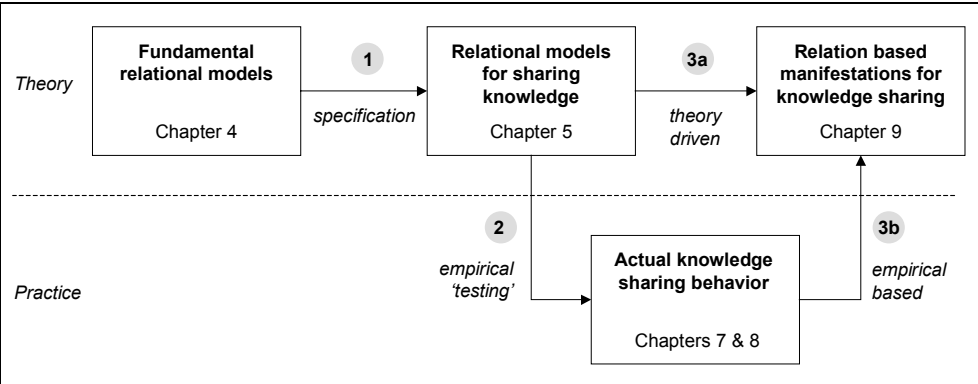 Theory
Fundamental
relational models
Chapter 4
1
specification
Relational models
for sharing
knowledge
Chapter 5
3a
theory
driven
Relation based
manifestations for
knowledge sharing
Chapter 9
Practice
2
empirical
‘testing’
Actual knowledge
sharing behavior
Chapters 7 & 8
3b
empirical
based